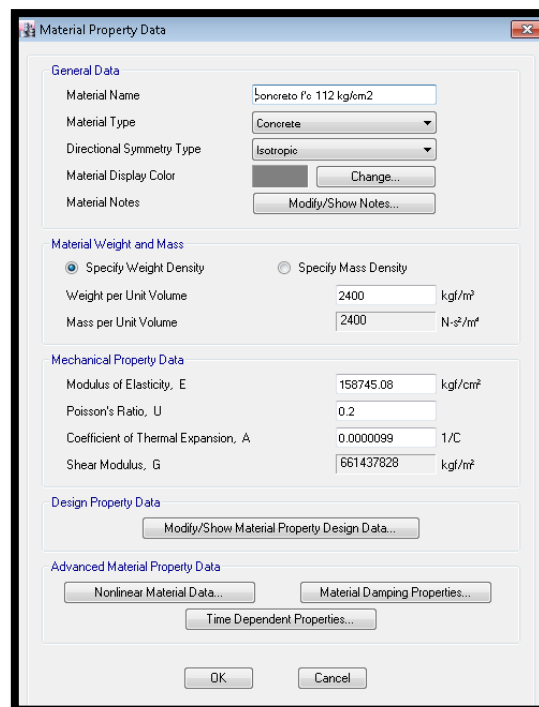 Material Property Data
General Data
Material Name concreto f'c 112 kg/cm2
Material Type Concrete
Directional Symmetry Type Isotropic
Material Display Color Change...
Material Notes Modify/Show Notes...
Material Weight and Mass
Specify Weight Density Specify Mass Density
Weight per Unit Volume 2400 kgf/m³
Mass per Unit Volume 2400 N-s²/m⁴
Mechanical Property Data
Modulus of Elasticity, E 158745.08 kgf/cm²
Poisson's Ratio, U 0.2
Coefficient of Thermal Expansion, A 0.0000099 1/C
Shear Modulus, G 661437828 kgf/m²
Design Property Data
Modify/Show Material Property Design Data...
Advanced Material Property Data
Nonlinear Material Data... Material Damping Properties...
Time Dependent Properties...
OK Cancel